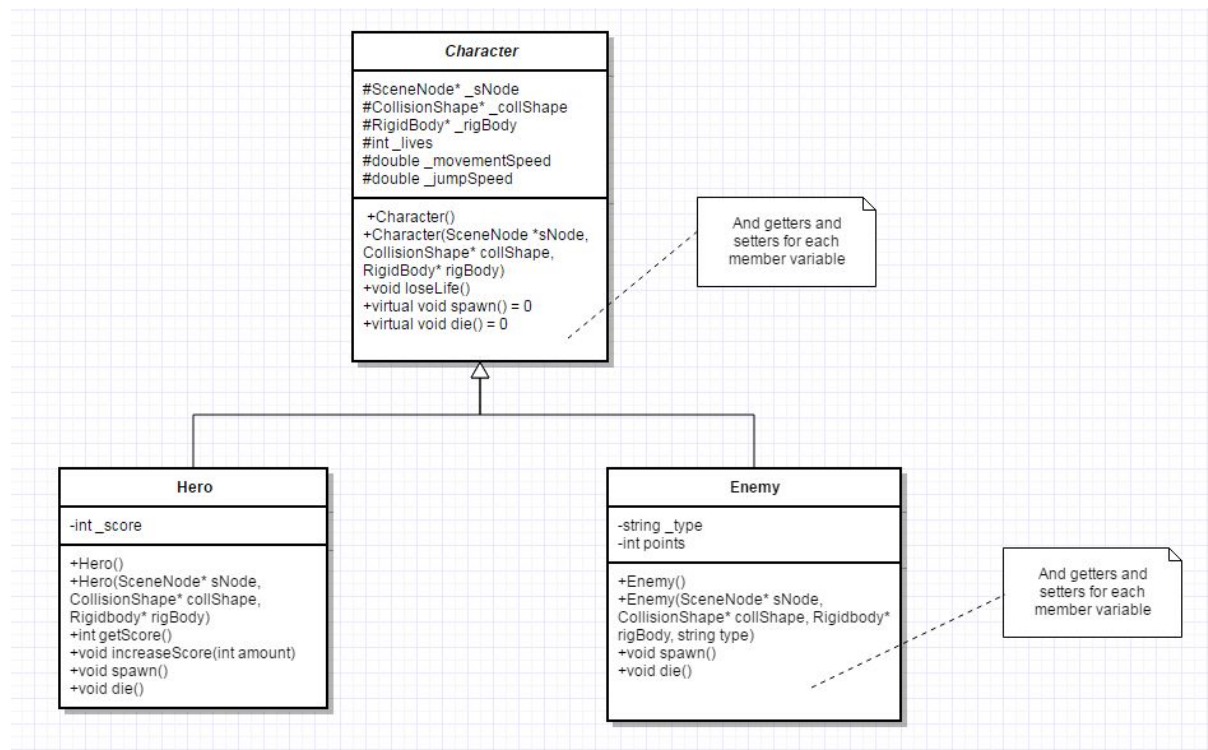 Character
#SceneNode* _sNode
#CollisionShape* _collShape
#RigidBody* _rigBody
#int _lives
#double _movementSpeed
#double _jumpSpeed
+Character()
+Character(SceneNode *sNode,
CollisionShape* collShape,
RigidBody* rigBody)
+void loseLife()
+virtual void spawn() = 0
+virtual void die() = 0
And getters and
setters for each
member variable
Hero
-int _score
+Hero()
+Hero(SceneNode* sNode,
CollisionShape* collShape,
Rigidbody* rigBody)
+int getScore()
+void increaseScore(int amount)
+void spawn()
+void die()
Enemy
-string _type
-int points
+Enemy()
+Enemy(SceneNode* sNode,
CollisionShape* collShape, Rigidbody*
rigBody, string type)
+void spawn()
+void die()
And getters and
setters for each
member variable